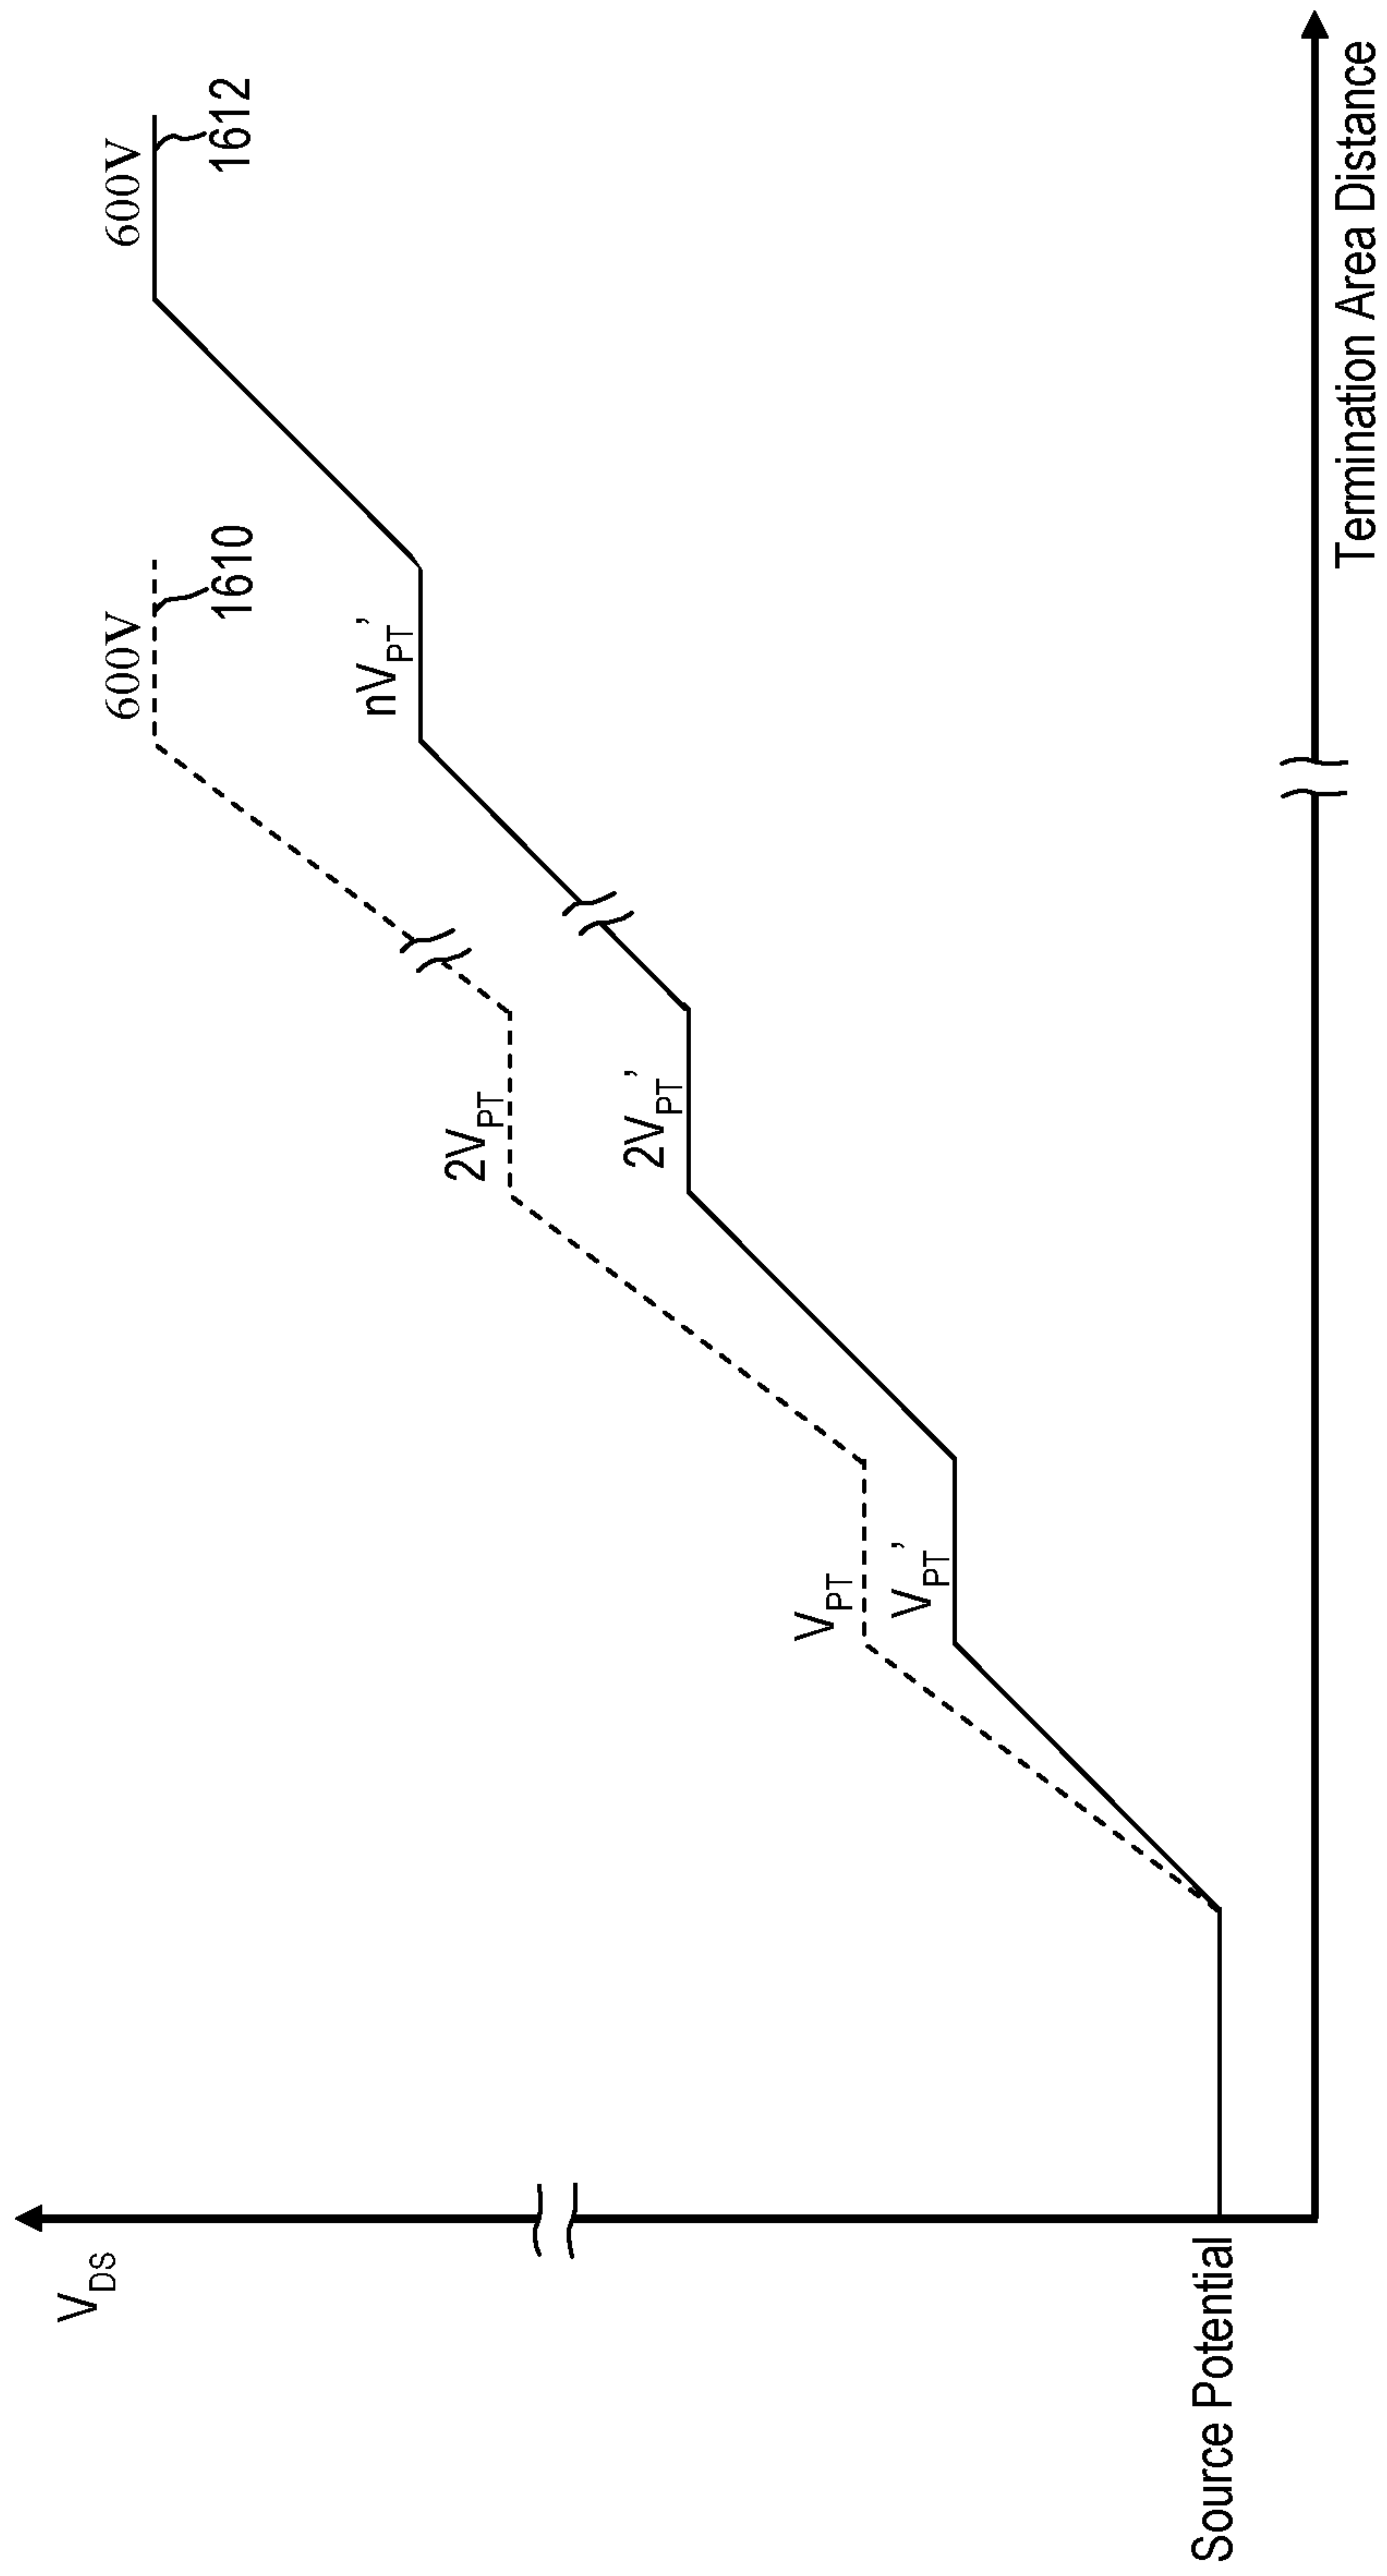 V_DS
600V
1610
600V
1612
2V_PT
nV_PT'
V_PT
2V_PT'
V_PT'
Source Potential
Termination Area Distance